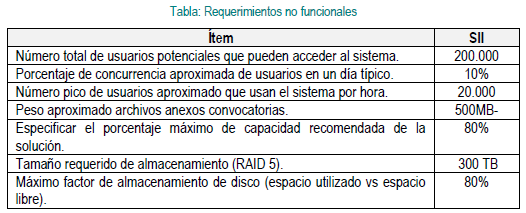 Tabla: Requerimientos no funcionales
Ítem SII
Número total de usuarios potenciales que pueden acceder al sistema. 200.000
Porcentaje de concurrencia aproximada de usuarios en un día típico. 10%
Número pico de usuarios aproximado que usan el sistema por hora. 20.000
Peso aproximado archivos anexos convocatorias. 500MB-
Especificar el porcentaje máximo de capacidad recomendada de la 80%
solución.
Tamaño requerido de almacenamiento (RAID 5). 300 TB
Máximo factor de almacenamiento de disco (espacio utilizado vs espacio 80%
libre).